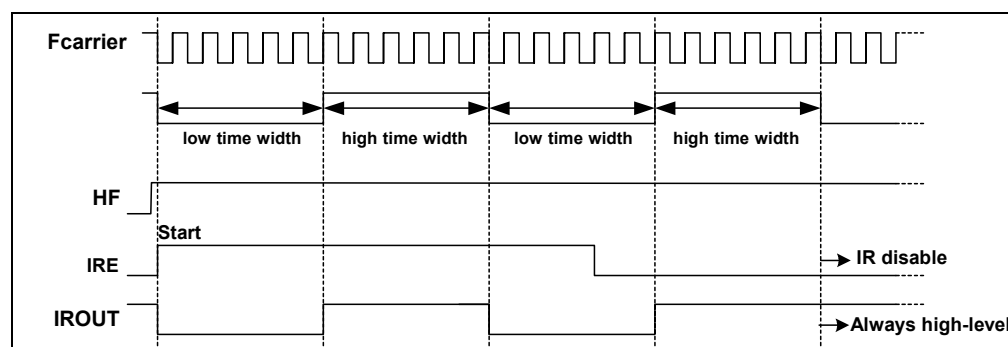 Fcarrier
low time width
high time width
low time width
high time width
HF
Start
IRE
IR disable
IROUT
Always high-level